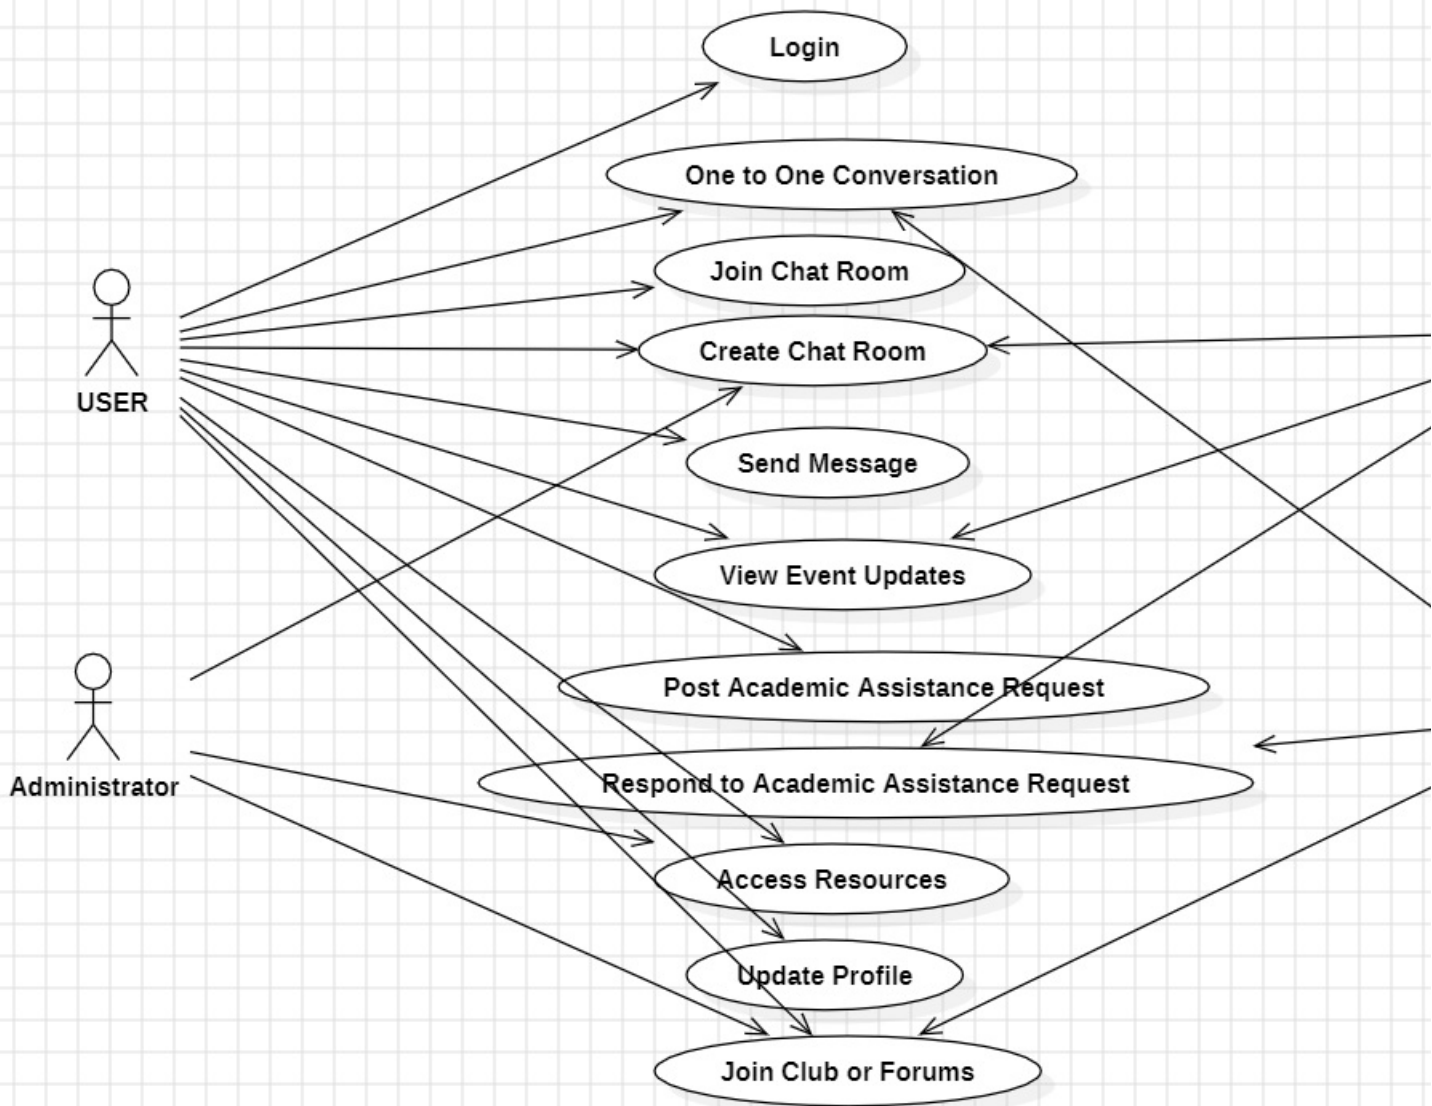 Login
One to One Conversation
Join Chat Room
Create Chat Room
USER
Send Message
View Event Updates
Post Academic Assistance Request
Respond to Academic Assistance Request
Administrator
Access Resources
Update Profile
Join Club or Forums